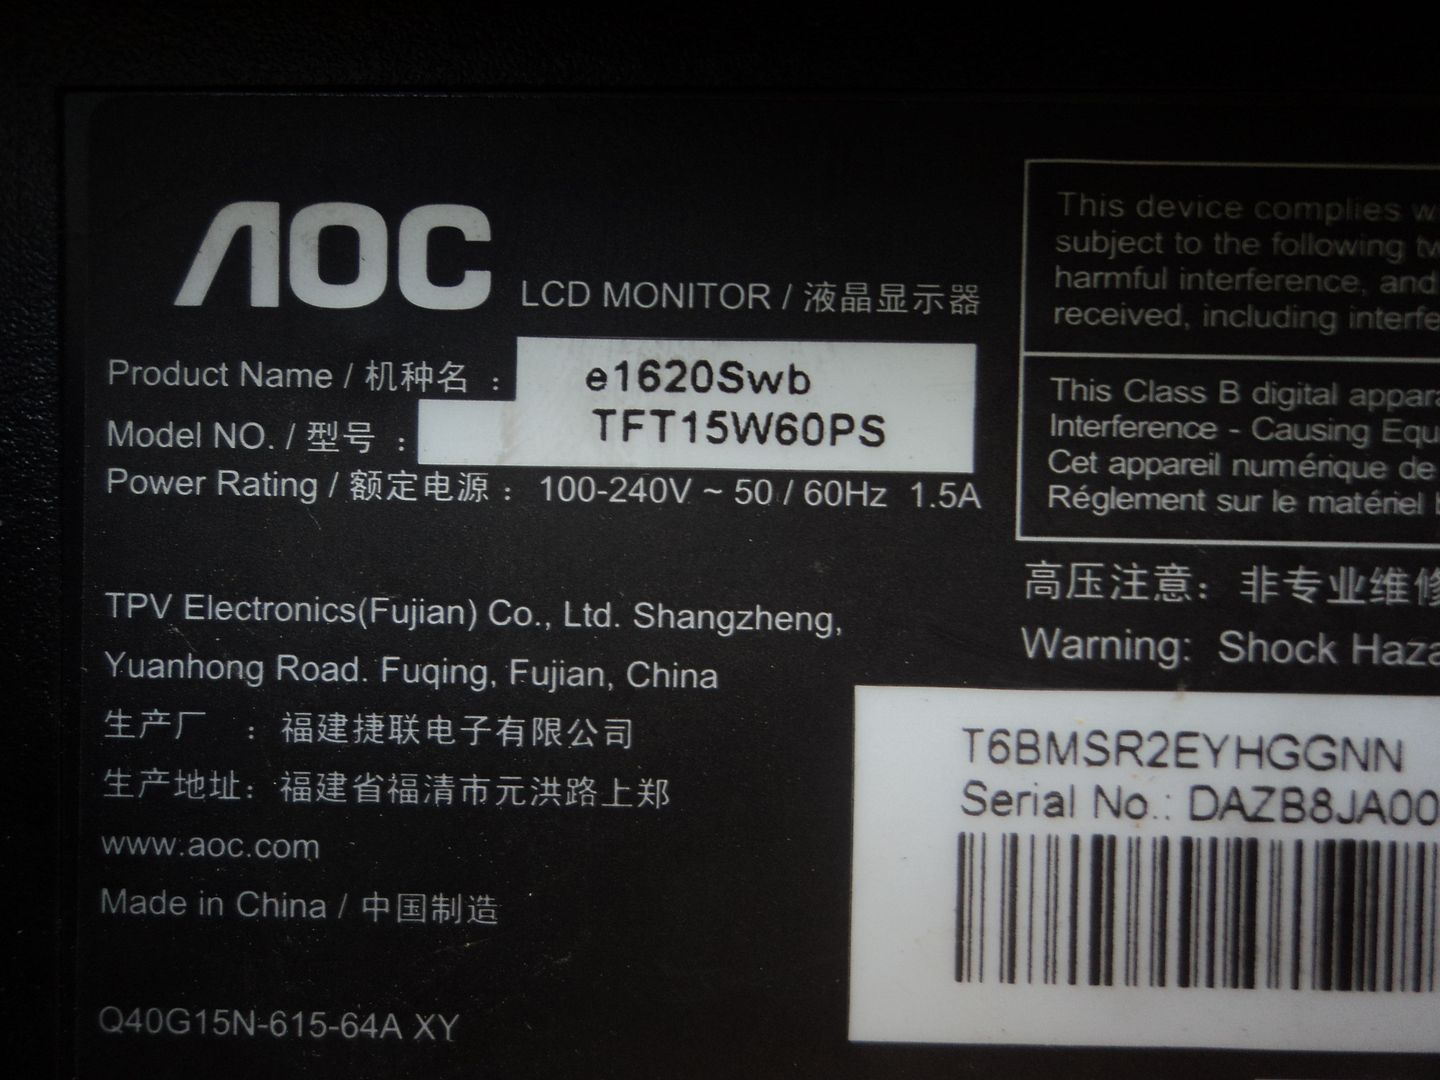 AOC LCD MONITOR / 液晶显示器
Product Name / 机种名 : e1620Swb
Model NO. / 型号 : TFT15W60PS
Power Rating / 额定电源 : 100-240V ~ 50 / 60Hz 1.5A
TPV Electronics(Fujian) Co., Ltd. Shangzheng,
Yuanhong Road. Fuqing, Fujian, China
生产厂 : 福建捷联电子有限公司
生产地址: 福建省福清市元洪路上郑
www.aoc.com
Made in China / 中国制造
Q40G15N-615-64A XY
This device complies
subject to the following
harmful interference, and
received, including
This Class B digital
Interference - Causing
Cet appareil numérique de
Réglement sur le matériel
高压注意: 非专业维修
Warning: Shock
T6BMSR2EYHGGNN
Serial No.: DAZB8JA00